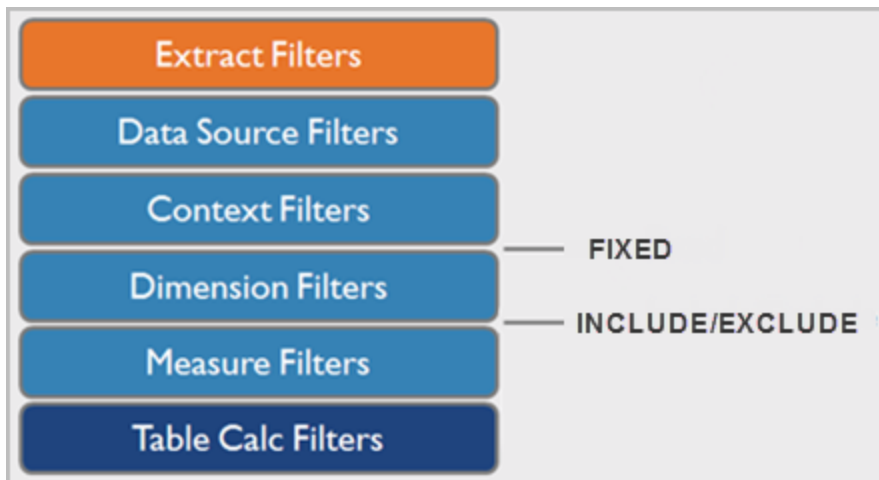 Extract Filters
Data Source Filters
Context Filters
FIXED
Dimension Filters
INCLUDE/EXCLUDE
Measure Filters
Table Calc Filters